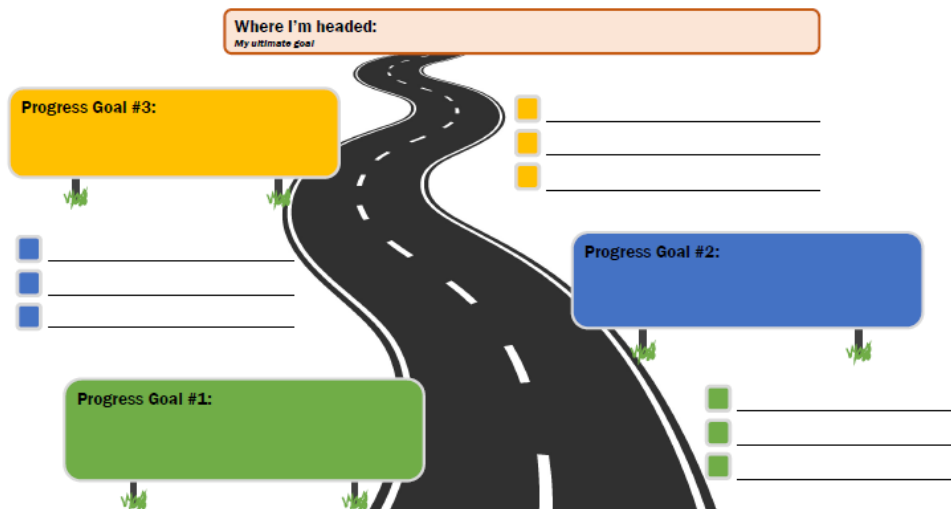 Where I'm headed:
My ultimate goal
Progress Goal #3:
Progress Goal #2:
Progress Goal #1: